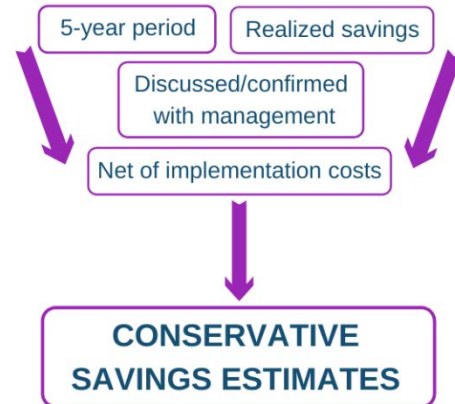 5-year period
Realized savings
Discussed/confirmed
with management
Net of implementation costs
CONSERVATIVE
SAVINGS ESTIMATES